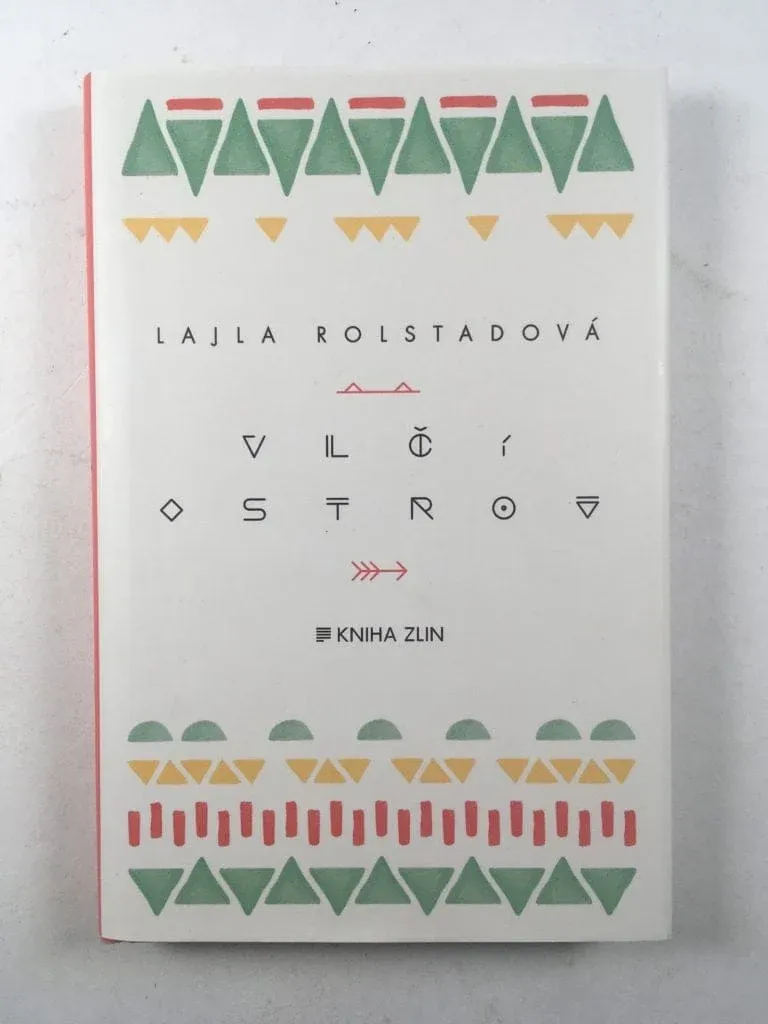 LAJLA ROLSTADOVÁ
VLČí
OSTROV
KNIHA ZLIN